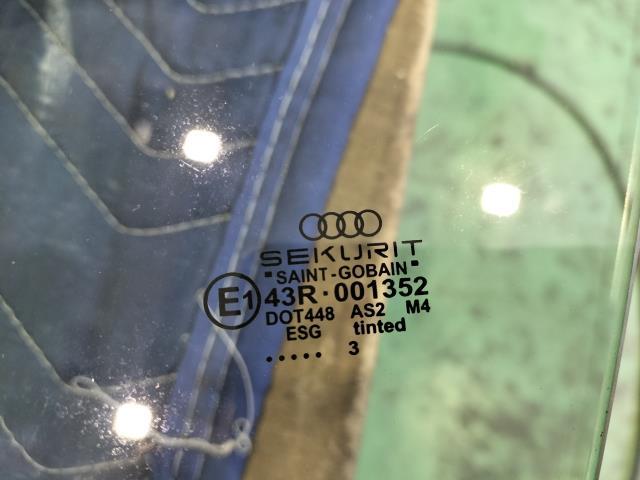 SEKURIT
SAINT-GOBAIN
E1 43R·001352
DOT448 AS2 M4
ESG tinted
..... 3